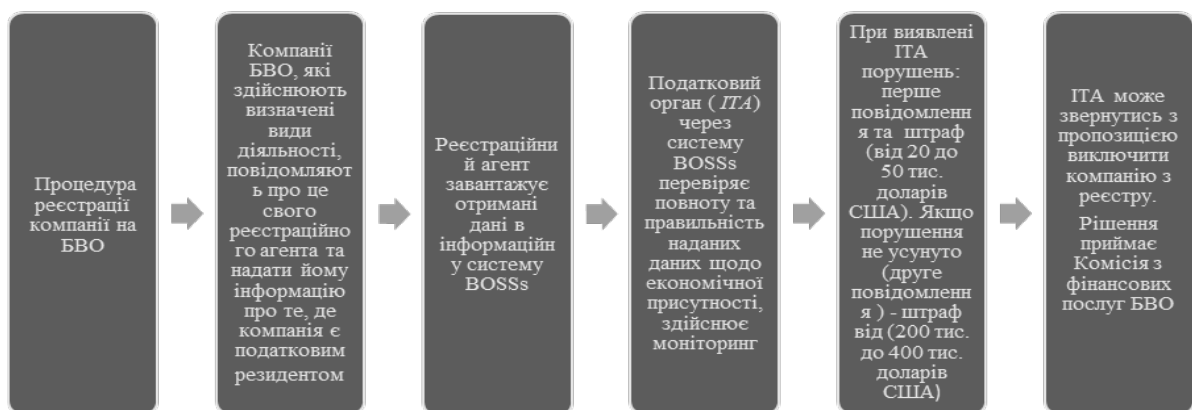 Процедура
реєстрації
компанії на
БВО
Компанії
БВО, які
здійснюють
визначені
види
діяльності,
повідомляют
ь про це
свого
реєстраційно
го агента та
надати йому
інформацію
про те, де
компанія є
податковим
резидентом
Реєстраційни
й агент
завантажує
отримані
дані в
інформаційн
у систему
BOSSs
Податковий
орган ( ITA)
через
систему
BOSSs
перевіряє
повноту та
правильність
наданих
даних щодо
економічної
присутності,
здійснює
моніторинг
При виявлені
ITA
порушень:
перше
повідомленн
я та штраф
(від 20 до
50 тис.
доларів
США). Якщо
порушення
не усунуто
(друге
повідомленн
я ) - штраф
від (200 тис.
до 400 тис.
доларів
США)
ITA може
звернутись з
пропозицією
виключити
компанію з
реєстру.
Рішення
приймає
Комісія з
фінансових
послуг БВО